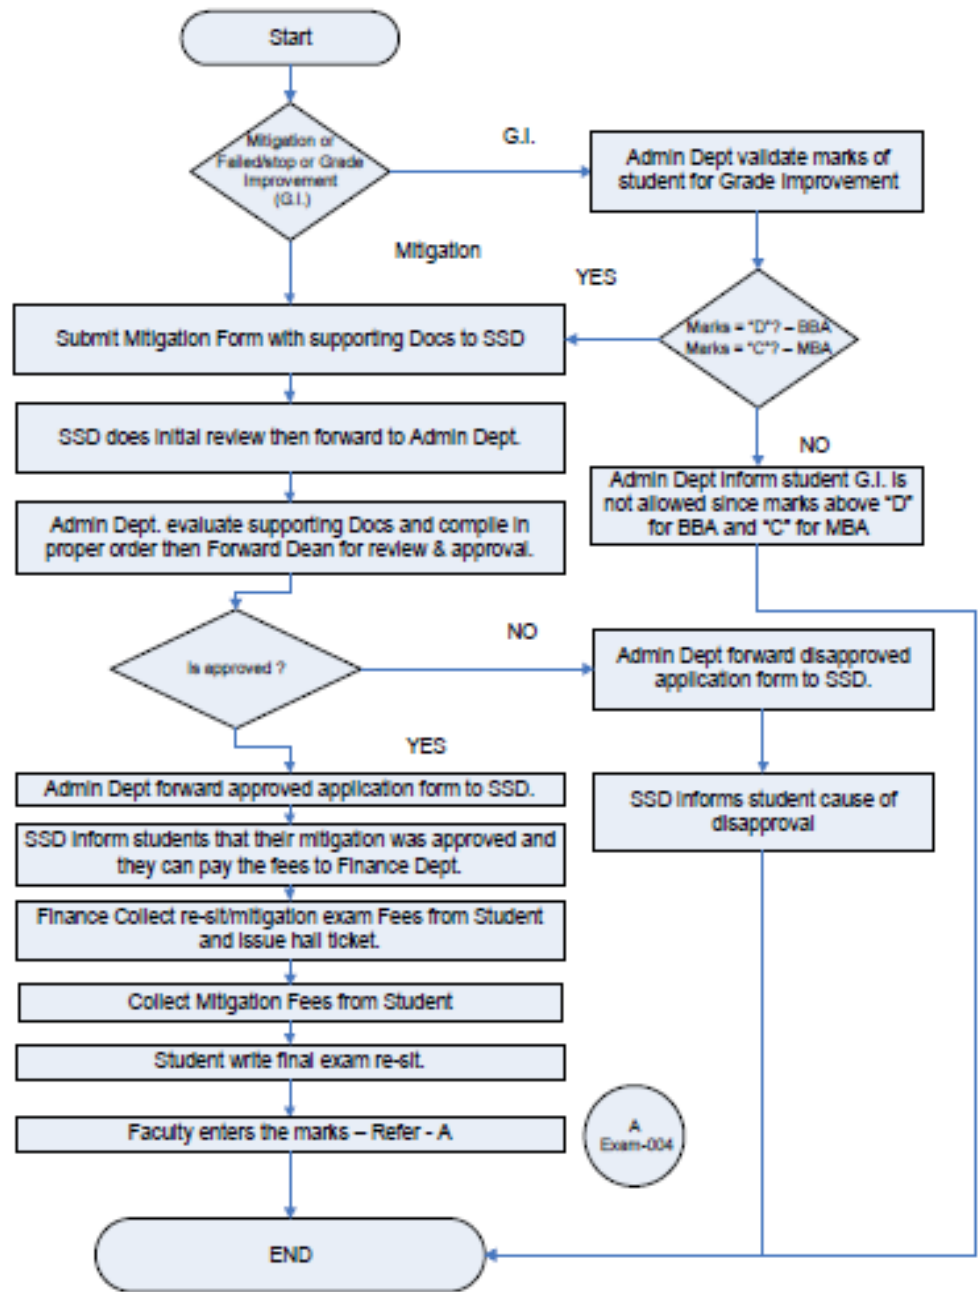 Start
Mitigation or
Failed/stop or Grade
Improvement
(G.I.)
G.I.
Admin Dept validate marks of
student for Grade Improvement
Mitigation
YES
Marks = "D"? – BBA
Marks = "C"? – MBA
Submit Mitigation Form with supporting Docs to SSD
SSD does initial review then forward to Admin Dept.
NO
Admin Dept inform student G.I. is
not allowed since marks above "D"
for BBA and "C" for MBA
Admin Dept. evaluate supporting Docs and compile in
proper order then Forward Dean for review & approval.
Is approved ?
NO
Admin Dept forward disapproved
application form to SSD.
YES
Admin Dept forward approved application form to SSD.
SSD informs student cause of
disapproval
SSD inform students that their mitigation was approved and
they can pay the fees to Finance Dept.
Finance Collect re-sit/mitigation exam Fees from Student
and issue hall ticket.
Collect Mitigation Fees from Student
Student write final exam re-sit.
Faculty enters the marks – Refer - A
A
Exam-004
END